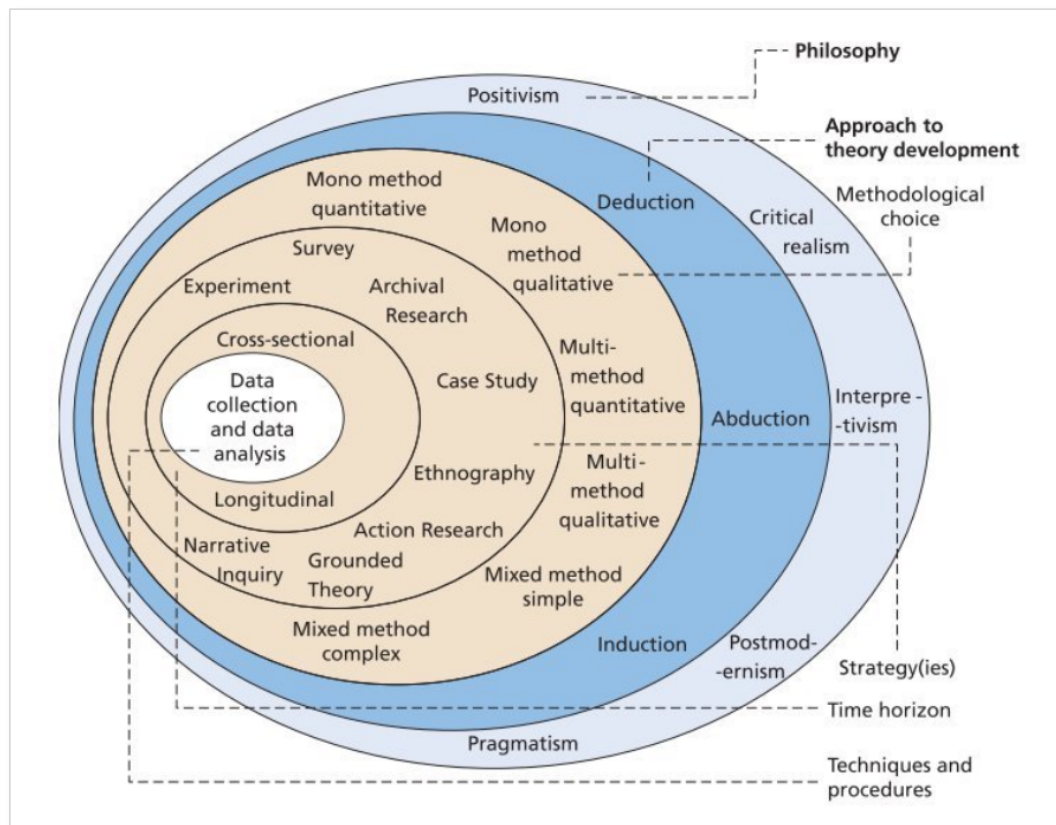 Philosophy
Positivism
Approach to
theory development
Mono method
quantitative
Deduction
Methodological
choice
Critical
realism
Mono
method
qualitative
Survey
Experiment
Archival
Research
Cross-sectional
Data
collection
and data
analysis
Case Study
Multi-
method
quantitative
Abduction
Interpre -
-tivism
Ethnography
Multi-
method
qualitative
Longitudinal
Action Research
Narrative
Inquiry
Grounded
Theory
Mixed method
simple
Mixed method
complex
Induction
Postmod-
-ernism
Strategy(ies)
Time horizon
Pragmatism
Techniques and
procedures